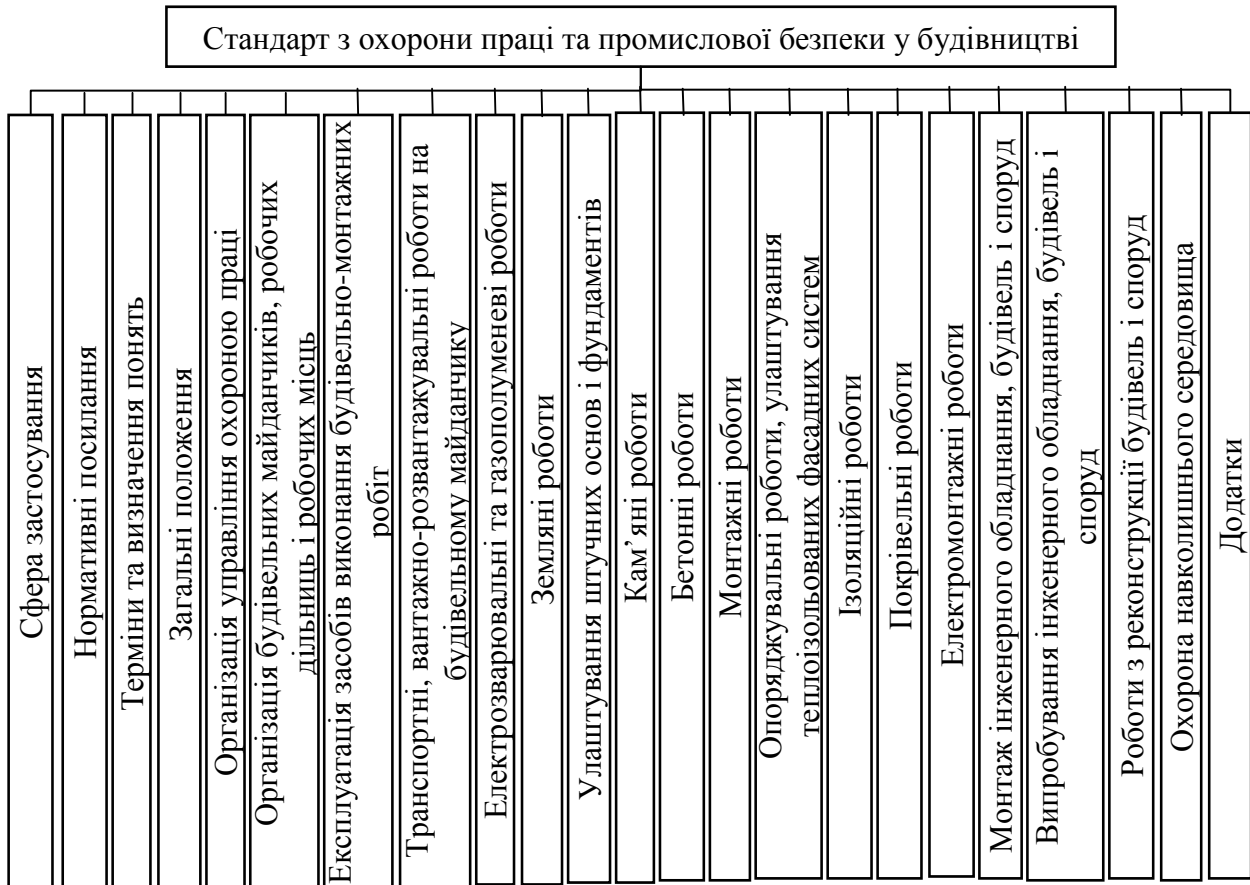 Стандарт з охорони праці та промислової безпеки у будівництві
Сфера застосування
Нормативні посилання
Терміни та визначення понять
Загальні положення
Організація управління охороною праці
Організація будівельних майданчиків, робочих
дільниць і робочих місць
Експлуатація засобів виконання будівельно-монтажних
робіт
Транспортні, вантажно-розвантажувальні роботи на
будівельному майданчику
Електрозварювальні та газополуменеві роботи
Земляні роботи
Улаштування штучних основ і фундаментів
Кам’яні роботи
Бетонні роботи
Монтажні роботи
Опоряджувальні роботи, улаштування
теплоізольованих фасадних систем
Ізоляційні роботи
Покрівельні роботи
Електромонтажні роботи
Монтаж інженерного обладнання, будівель і споруд
Випробування інженерного обладнання, будівель і
споруд
Роботи з реконструкції будівель і споруд
Охорона навколишнього середовища
Додатки